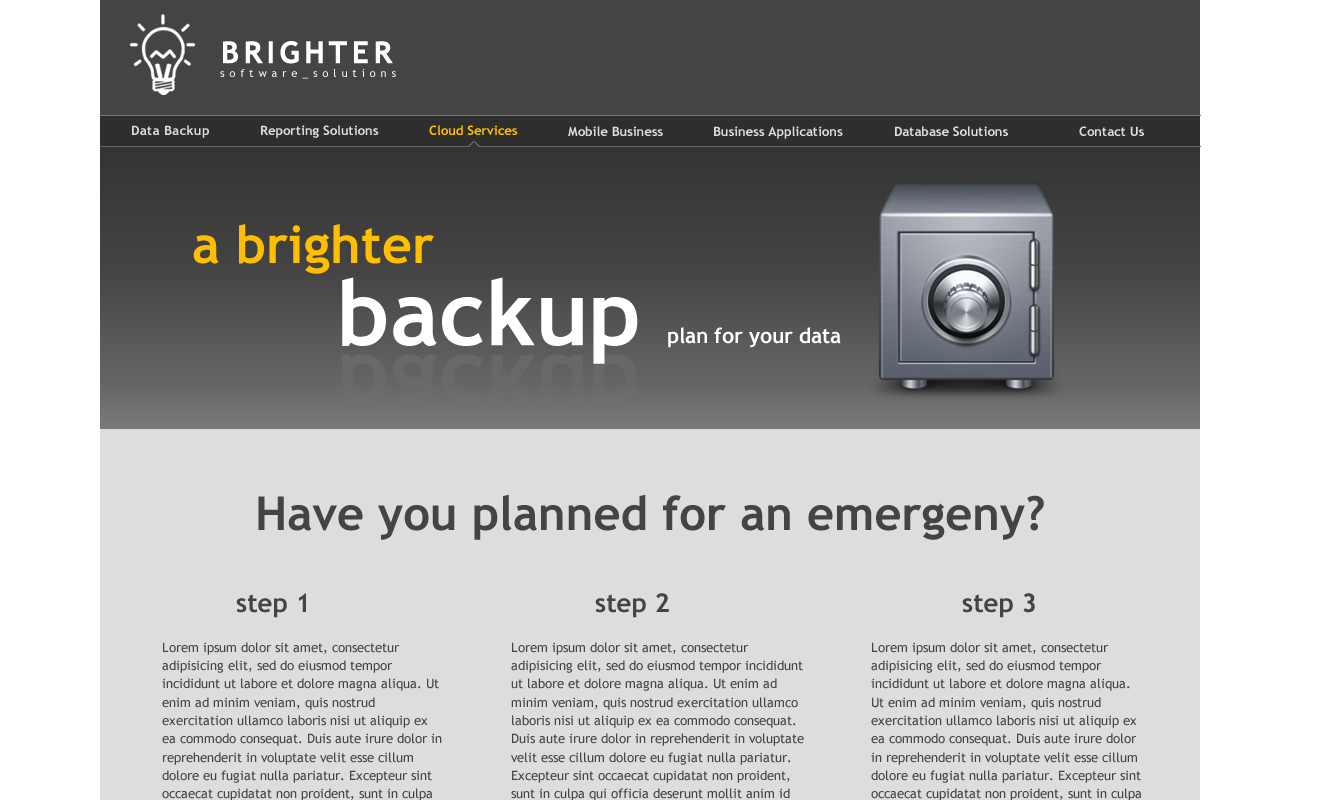 BRIGHTER
software_solutions
Data Backup Reporting Solutions Cloud Services Mobile Business Business Applications Database Solutions Contact Us
a brighter
backup plan for your data
Have you planned for an emergeny?
step 1
Lorem ipsum dolor sit amet, consectetur
adipisicing elit, sed do eiusmod tempor
incididunt ut labore et dolore magna aliqua. Ut
enim ad minim veniam, quis nostrud
exercitation ullamco laboris nisi ut aliquip ex
ea commodo consequat. Duis aute irure dolor in
reprehenderit in voluptate velit esse cillum
dolore eu fugiat nulla pariatur. Excepteur sint
occaecat cupidatat non proident, sunt in culpa
step 2
Lorem ipsum dolor sit amet, consectetur
adipisicing elit, sed do eiusmod tempor incididunt
ut labore et dolore magna aliqua. Ut enim ad
minim veniam, quis nostrud exercitation ullamco
laboris nisi ut aliquip ex ea commodo consequat.
Duis aute irure dolor in reprehenderit in voluptate
velit esse cillum dolore eu fugiat nulla pariatur.
Excepteur sint occaecat cupidatat non proident,
sunt in culpa qui officia deserunt mollit anim id
step 3
Lorem ipsum dolor sit amet, consectetur
adipisicing elit, sed do eiusmod tempor
incididunt ut labore et dolore magna aliqua.
Ut enim ad minim veniam, quis nostrud
exercitation ullamco laboris nisi ut aliquip ex
ea commodo consequat. Duis aute irure dolor
in reprehenderit in voluptate velit esse cillum
dolore eu fugiat nulla pariatur. Excepteur sint
occaecat cupidatat non proident, sunt in culpa